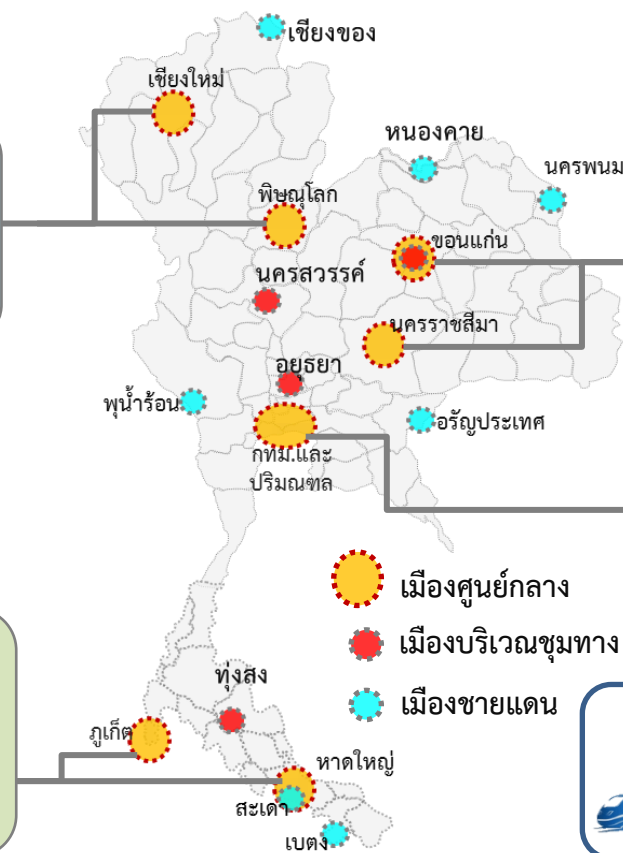 เชียงของ
เชียงใหม่
หนองคาย
นครพนม
พิษณุโลก
ขอนแก่น
นครสวรรค์
นครราชสีมา
อยุธยา
พุน้ำร้อน
อรัญประเทศ
กทม.และ
ปริมณฑล
เมืองศูนย์กลาง
เมืองบริเวณชุมทาง
เมืองชายแดน
ทุ่งสง
ภูเก็ต
หาดใหญ่
สะเดา
เบตง